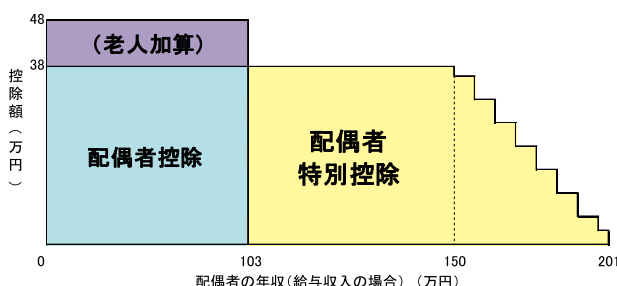 48
(老人加算)
38
控除額(万円)
配偶者控除
配偶者
特別控除
0
103
150
201
配偶者の年収(給与収入の場合)(万円)